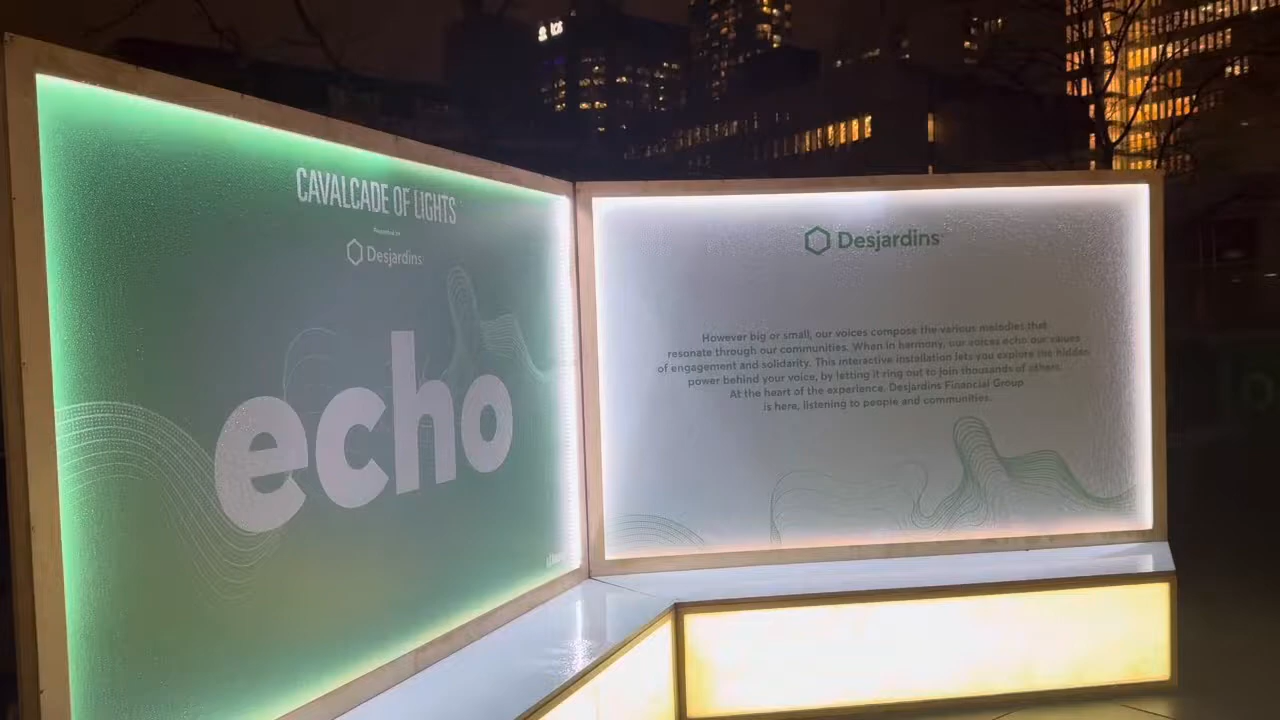 CAVALCADE OF LIGHTS
Presented by
Desjardins
echo
Desjardins
However big or small, our voices compose the various melodies that
resonate through our communities. When in harmony, our voices echo our values
of engagement and solidarity. This interactive installation lets you explore the hidden
power behind your voice, by letting it ring out to join thousands of others.
At the heart of the experience, Desjardins Financial Group
is here, listening to people and communities.